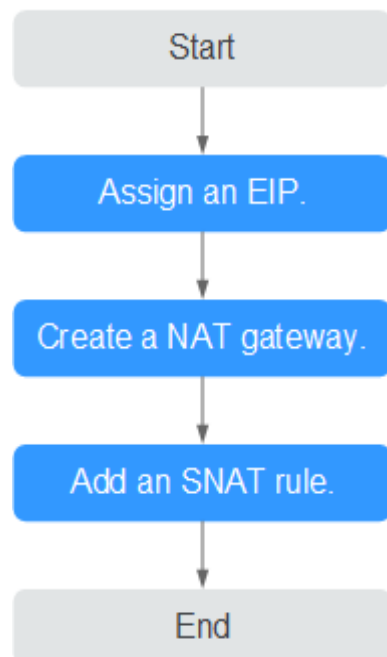 Start
Assign an EIP.
Create a NAT gateway.
Add an SNAT rule.
End